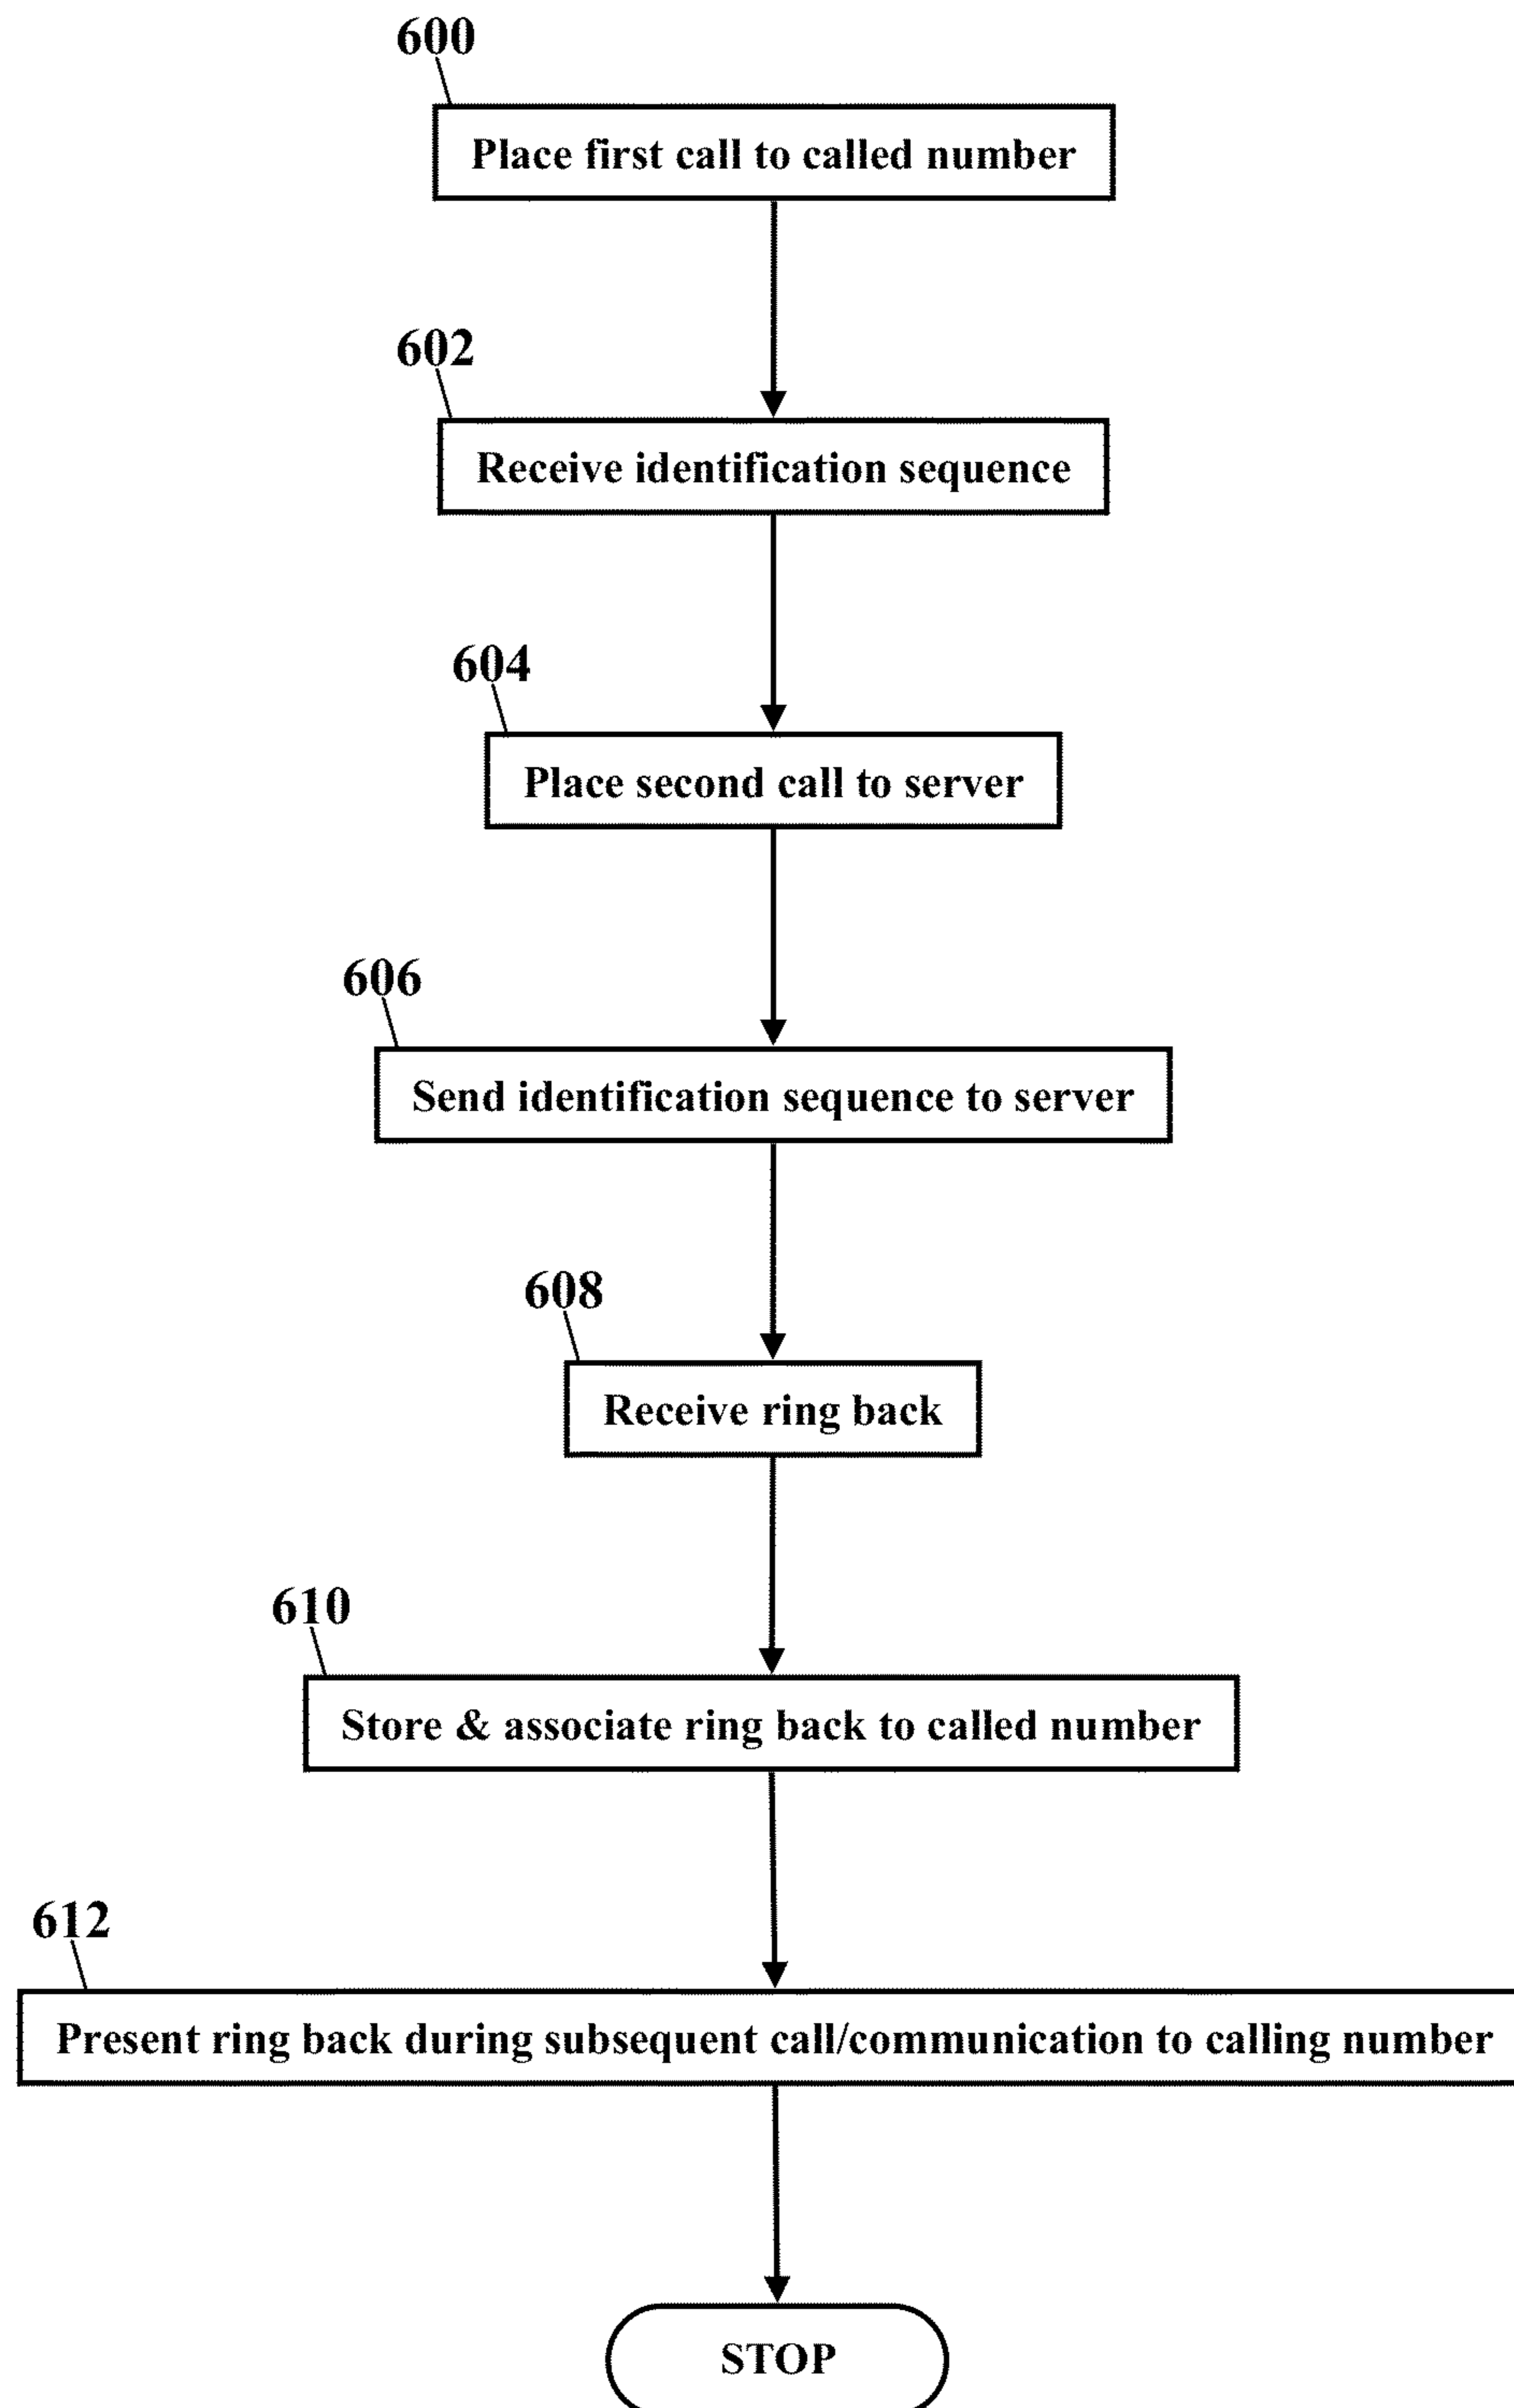 600
Place first call to called number
602
Receive identification sequence
604
Place second call to server
606
Send identification sequence to server
608
Receive ring back
610
Store & associate ring back to called number
612
Present ring back during subsequent call/communication to calling number
STOP